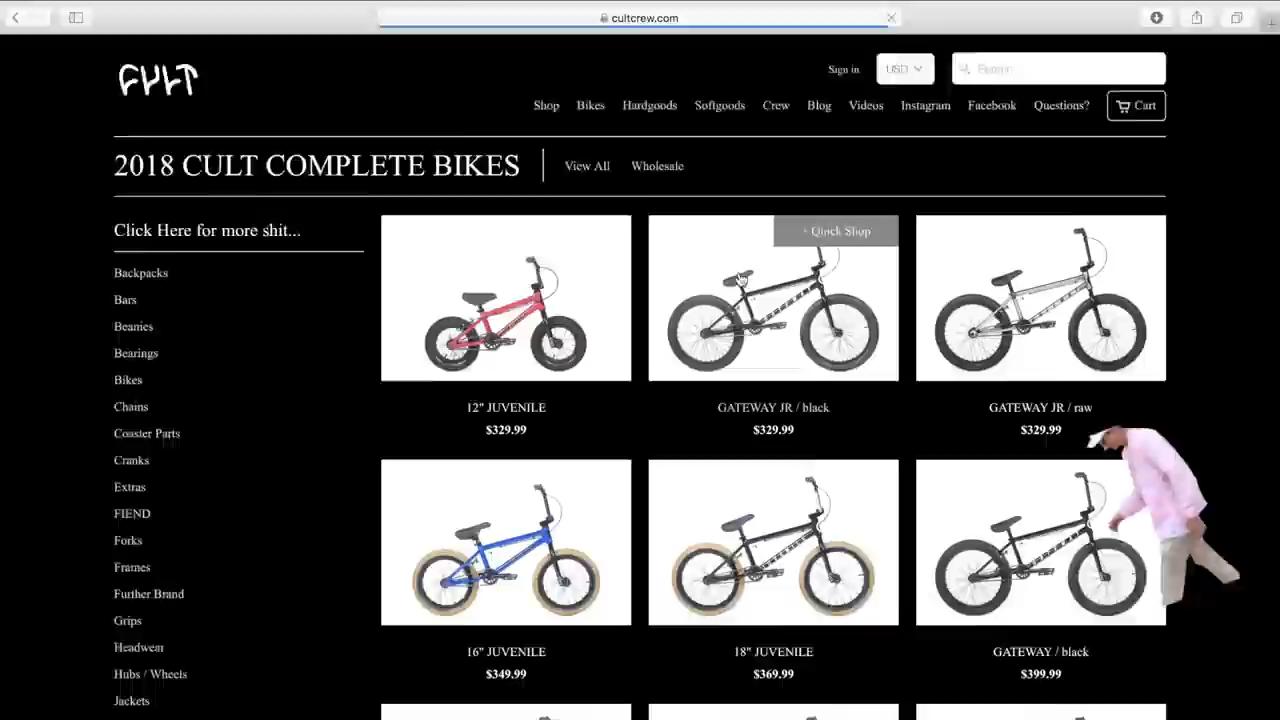 cultcrew.com
CULT
Sign in
USD
Search
Shop Bikes Hardgoods Softgoods Crew Blog Videos Instagram Facebook Questions? Cart
2018 CULT COMPLETE BIKES
View All Wholesale
Click Here for more shit...
Backpacks
Bars
Beanies
Bearings
Bikes
Chains
Coaster Parts
Cranks
Extras
FIEND
Forks
Frames
Further Brand
Grips
Headwear
Hubs / Wheels
Jackets
+ Quick Shop
12" JUVENILE
$329.99
GATEWAY JR / black
$329.99
GATEWAY JR / raw
$329.99
16" JUVENILE
$349.99
18" JUVENILE
$369.99
GATEWAY / black
$399.99